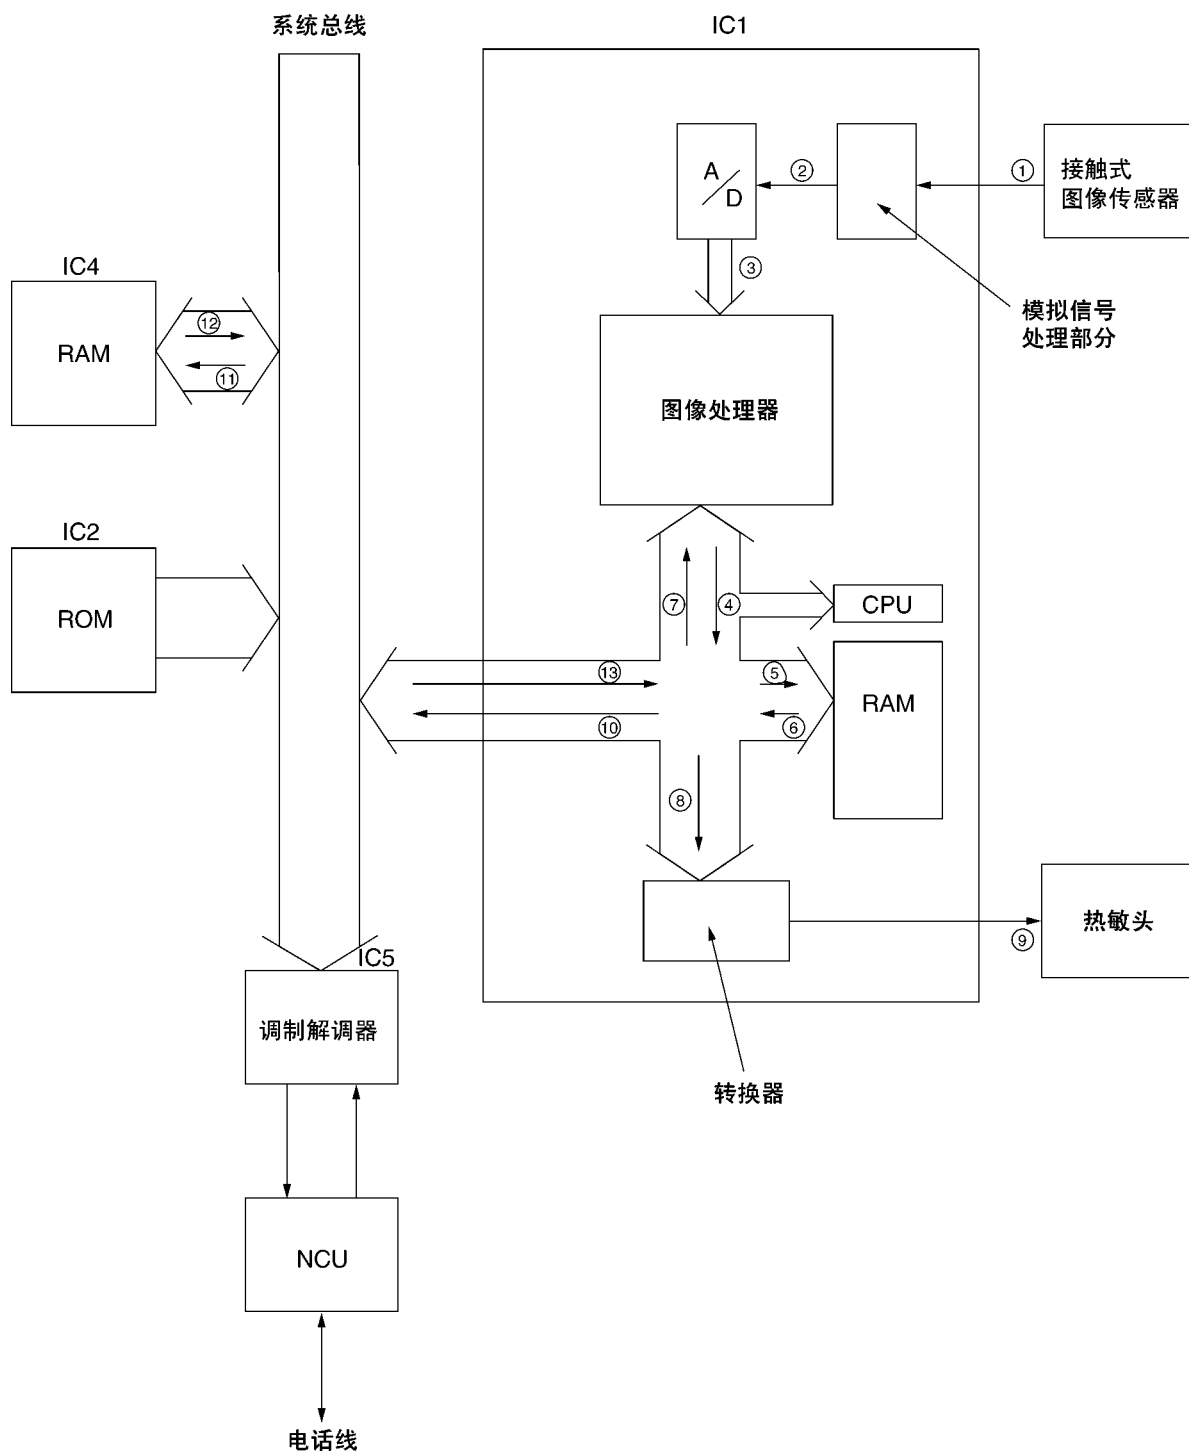 系统总线
IC1
A/D
②
①
接触式
图像传感器
③
IC4
RAM
⑫
⑪
模拟信号
处理部分
图像处理器
IC2
ROM
⑦
④
CPU
⑬
⑤
RAM
⑩
⑥
⑧
热敏头
⑨
IC5
调制解调器
转换器
NCU
电话线